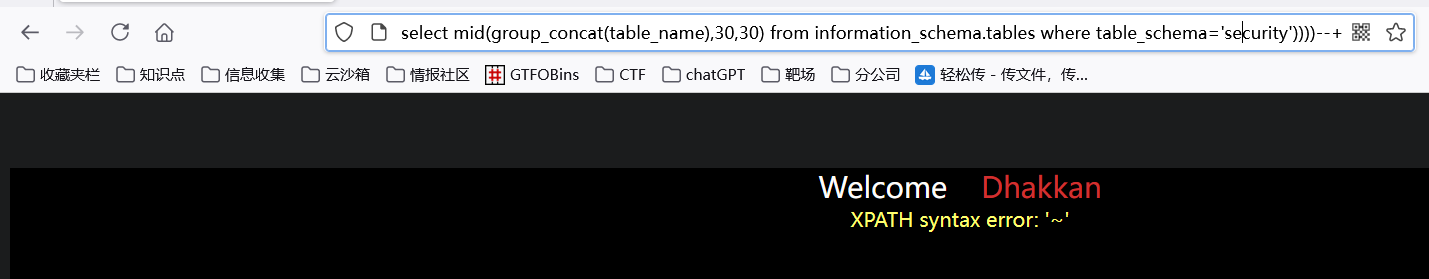 select mid(group_concat(table_name),30,30) from information_schema.tables where table_schema='security'))))--+
收藏夹栏 知识点 信息收集 云沙箱 情报社区 GTFOBins CTF chatGPT 靶场 分公司 轻松传 - 传文件，传...
Welcome Dhakkan
XPATH syntax error: '~'